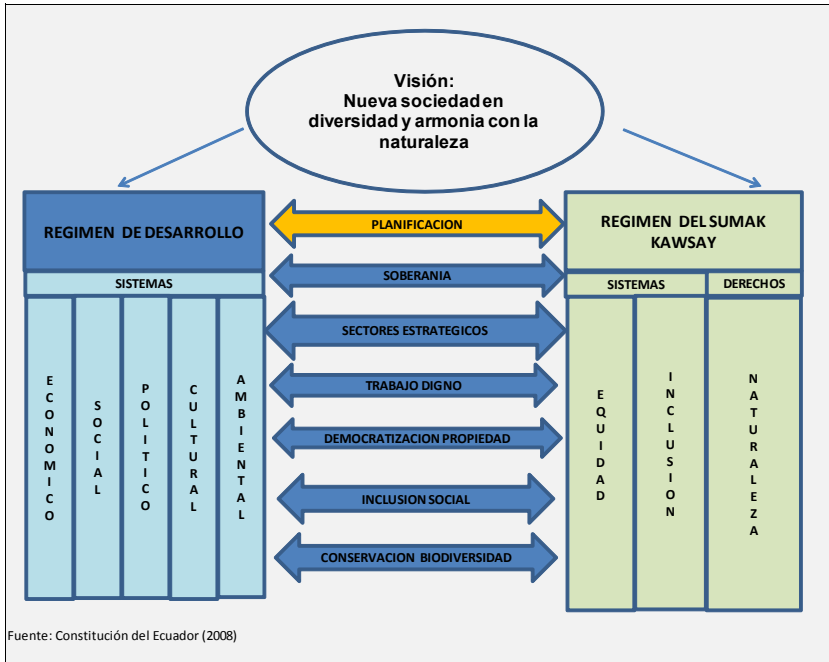 Visión:
Nueva sociedad en
diversidad y armonia con la
naturaleza
REGIMEN DE DESARROLLO
PLANIFICACION
REGIMEN DEL SUMAK
KAWSAY
SISTEMAS
SOBERANIA
SISTEMAS
DERECHOS
ECONOMICO
SOCIAL
POLITICO
CULTURAL
AMBIENTAL
SECTORES ESTRATEGICOS
TRABAJO DIGNO
DEMOCRATIZACION PROPIEDAD
INCLUSION SOCIAL
CONSERVACION BIODIVERSIDAD
EQUIDAD
INCLUSION
NATURALEZA
Fuente: Constitución del Ecuador (2008)